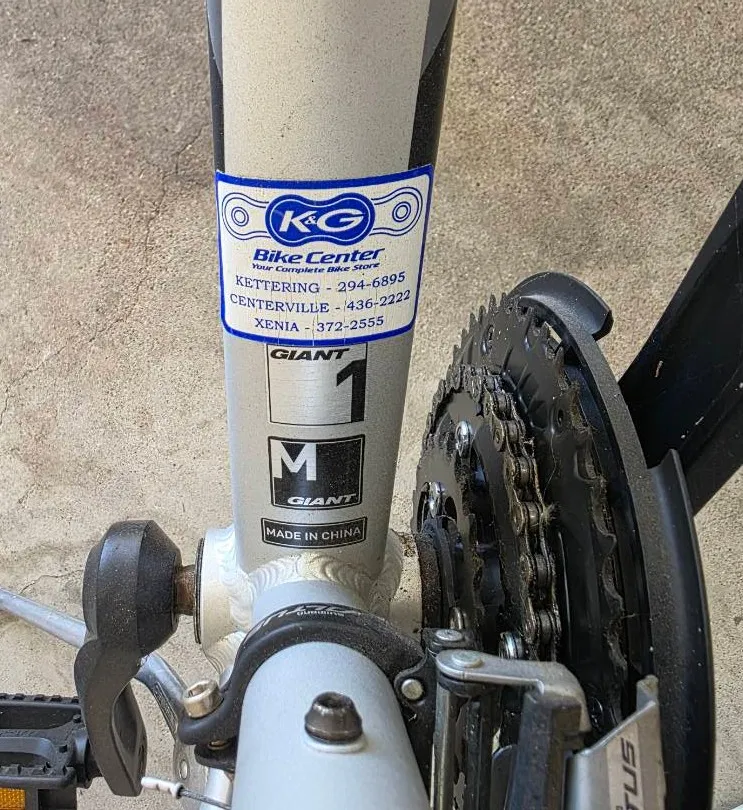 K&G
Bike Center
Your Complete Bike Store
KETTERING - 294-6895
CENTERVILLE - 436-2222
XENIA - 372-2555
GIANT
1
M
GIANT
MADE IN CHINA